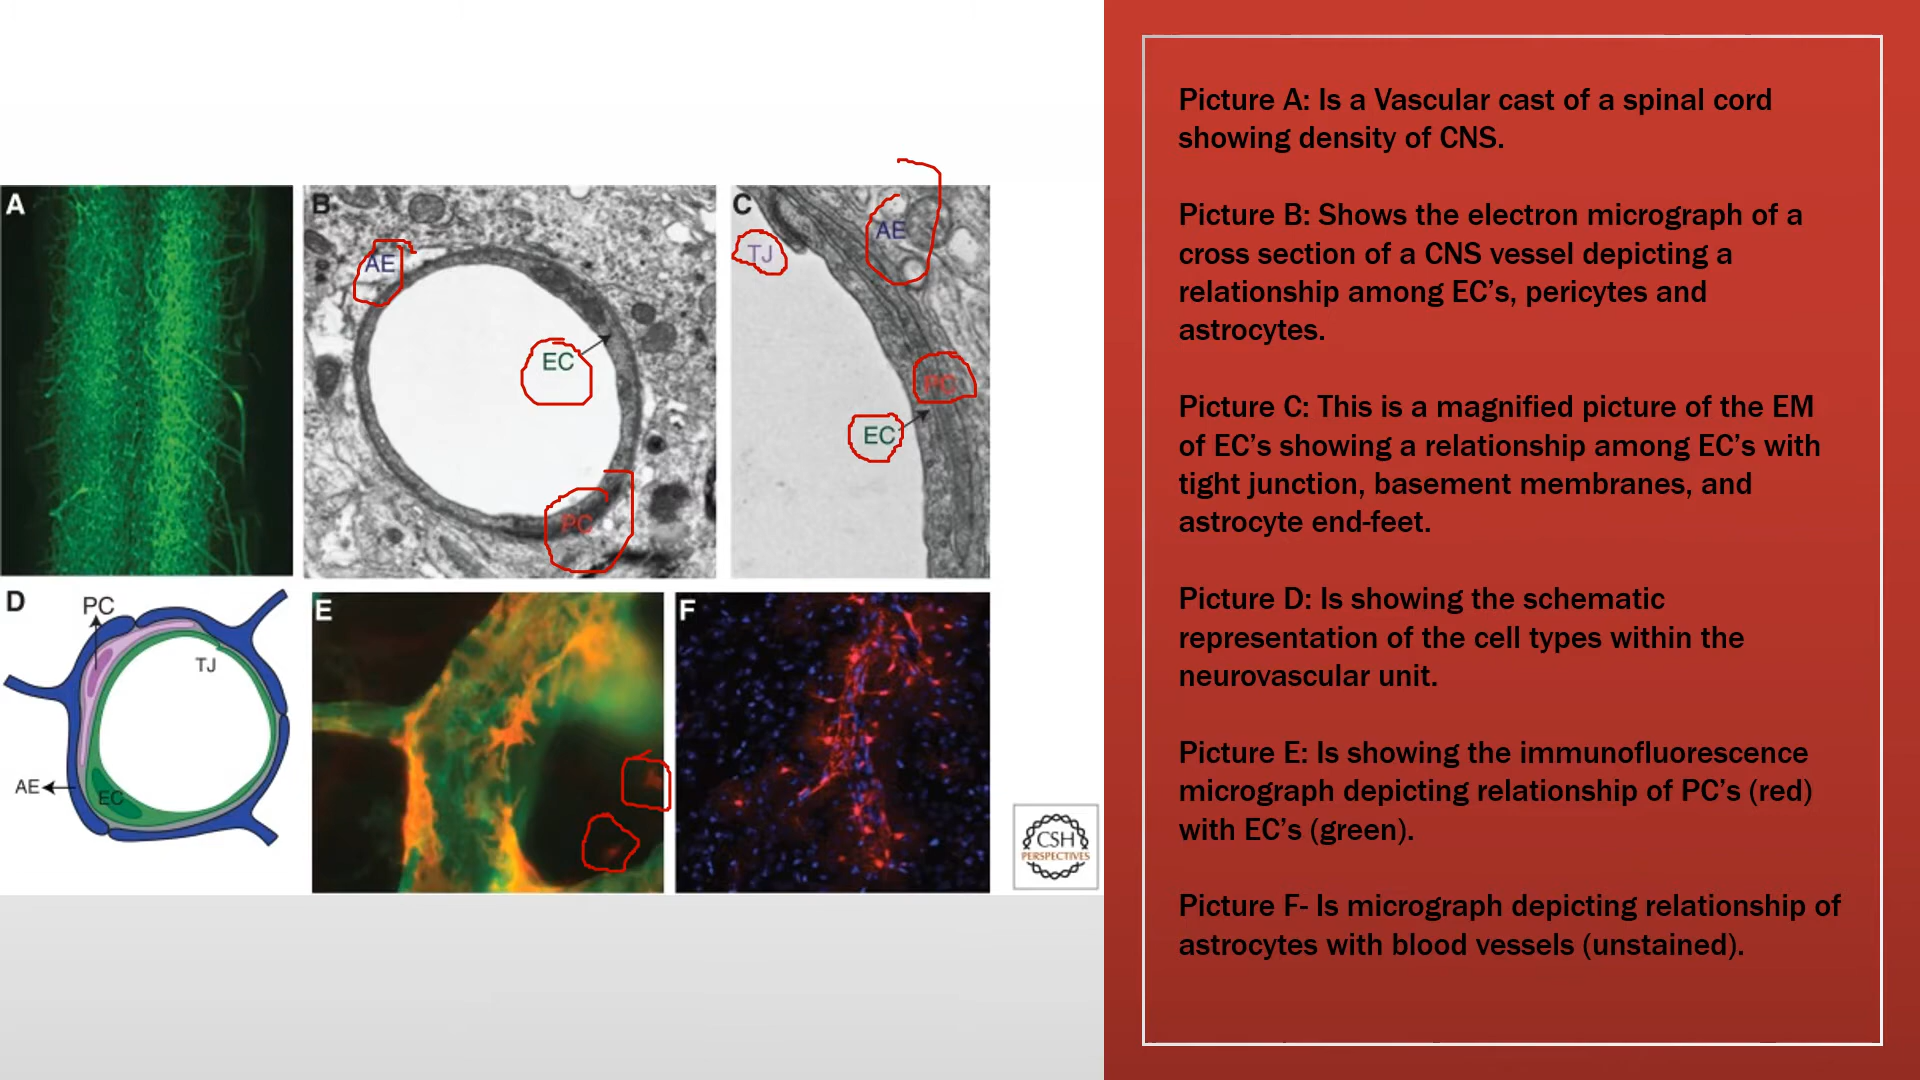 A
B
AE
EC
PC
C
AE
TJ
PC
EC
D
PC
TJ
AE
EC
E
F
CSH
PERSPECTIVES
Picture A: Is a Vascular cast of a spinal cord
showing density of CNS.
Picture B: Shows the electron micrograph of a
cross section of a CNS vessel depicting a
relationship among EC's, pericytes and
astrocytes.
Picture C: This is a magnified picture of the EM
of EC's showing a relationship among EC's with
tight junction, basement membranes, and
astrocyte end-feet.
Picture D: Is showing the schematic
representation of the cell types within the
neurovascular unit.
Picture E: Is showing the immunofluorescence
micrograph depicting relationship of PC's (red)
with EC's (green).
Picture F- Is micrograph depicting relationship of
astrocytes with blood vessels (unstained).